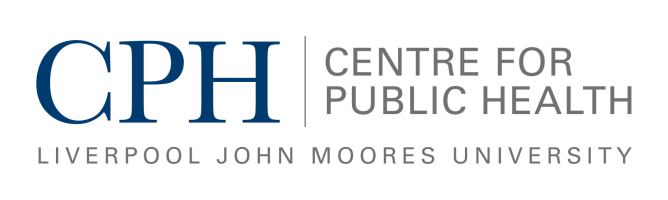 CPH
CENTRE FOR
PUBLIC HEALTH
LIVERPOOL JOHN MOORES UNIVERSITY